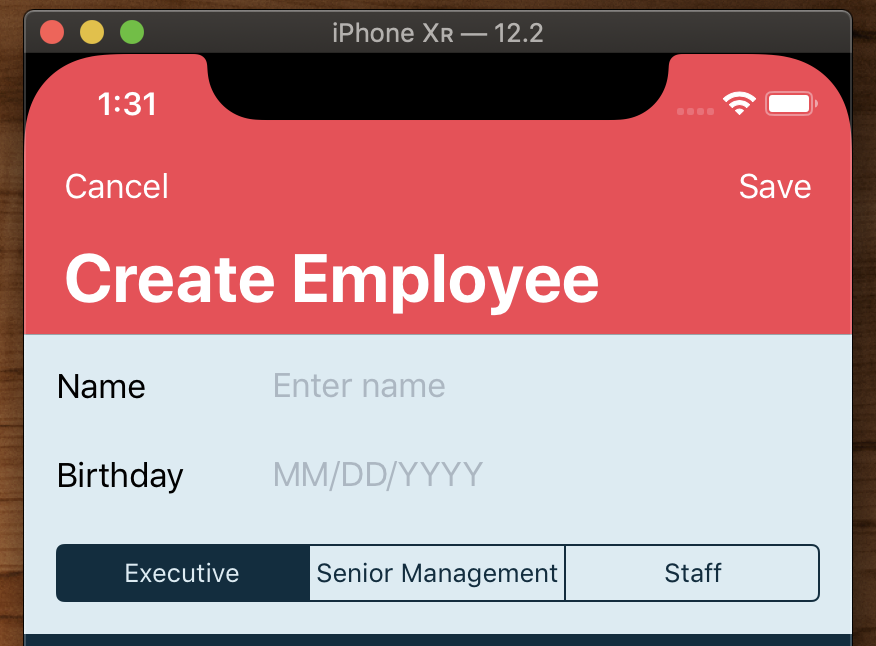 iPhone Xʀ — 12.2
1:31
Cancel
Save
Create Employee
Name
Enter name
Birthday
MM/DD/YYYY
Executive
Senior Management
Staff